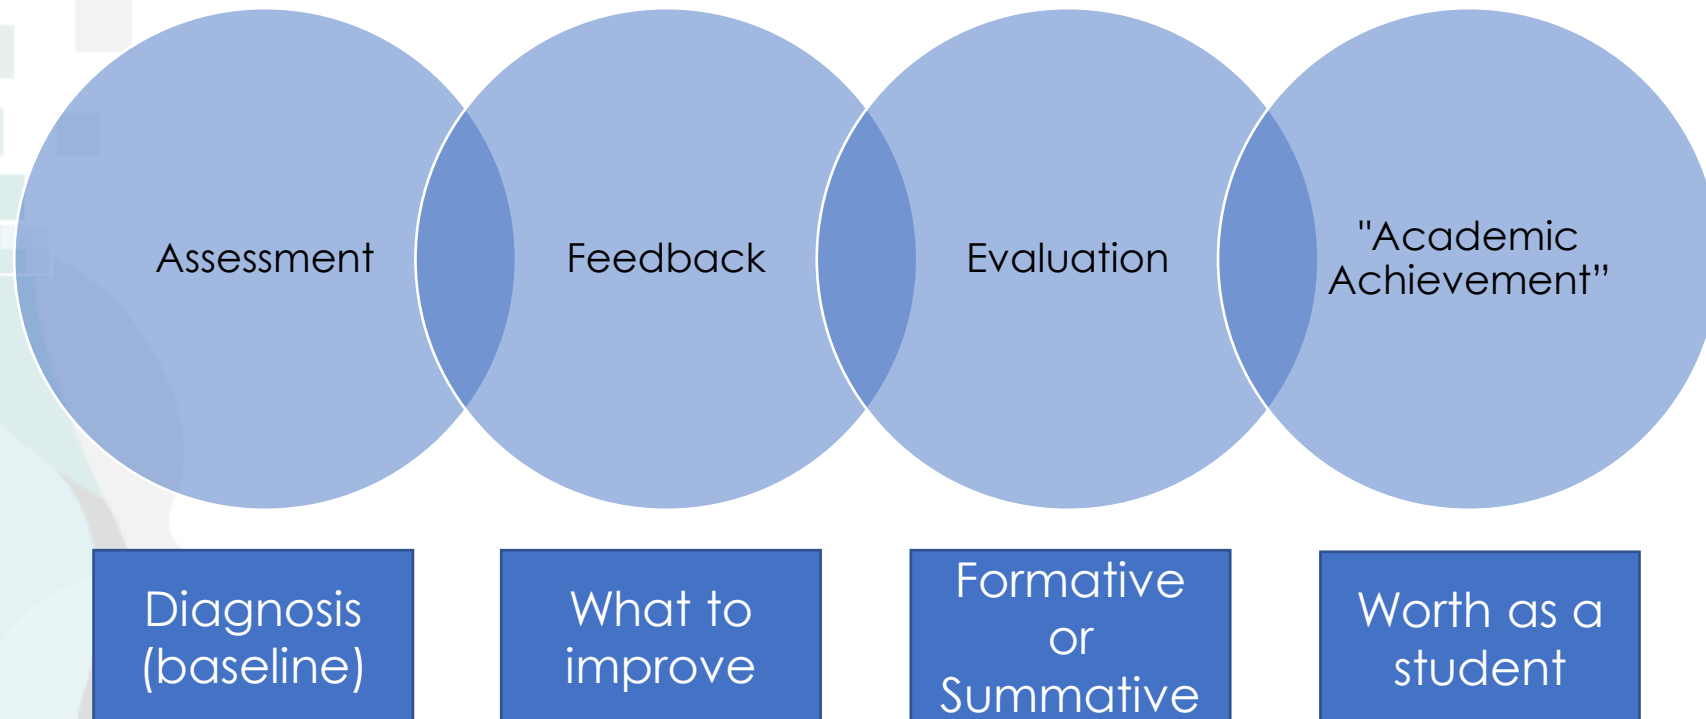 Assessment
Feedback
Evaluation
"Academic
Achievement”
Diagnosis
(baseline)
What to
improve
Formative
or
Summative
Worth as a
student